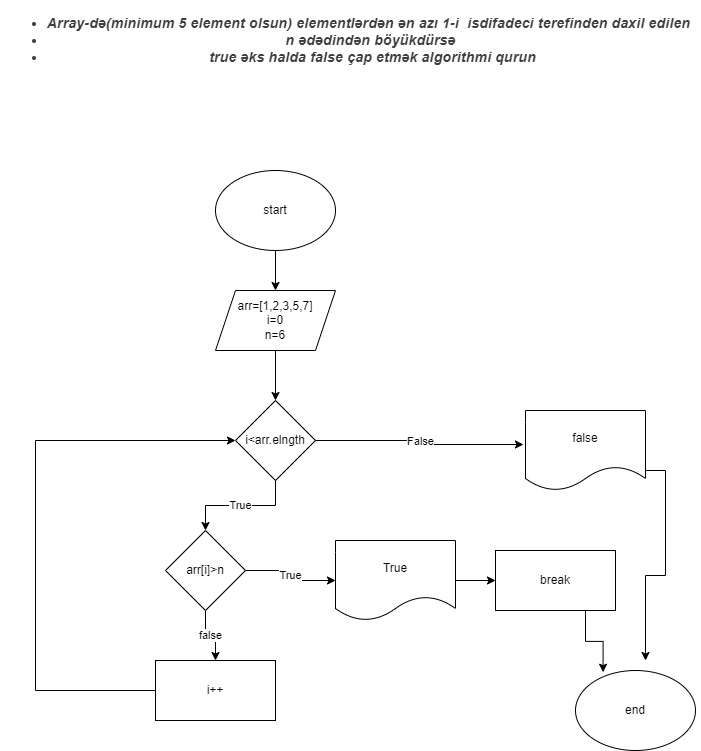 Array-də(minimum 5 element olsun) elementlərdən ən azı 1-i isdifadeci terefinden daxil edilen
n ədədindən böyükdürsə
true əks halda false çap etmək algorithmi qurun
start
arr=[1,2,3,5,7]
i=0
n=6
i<arr.elngth
False
false
True
arr[i]>n
True
True
break
false
i++
end